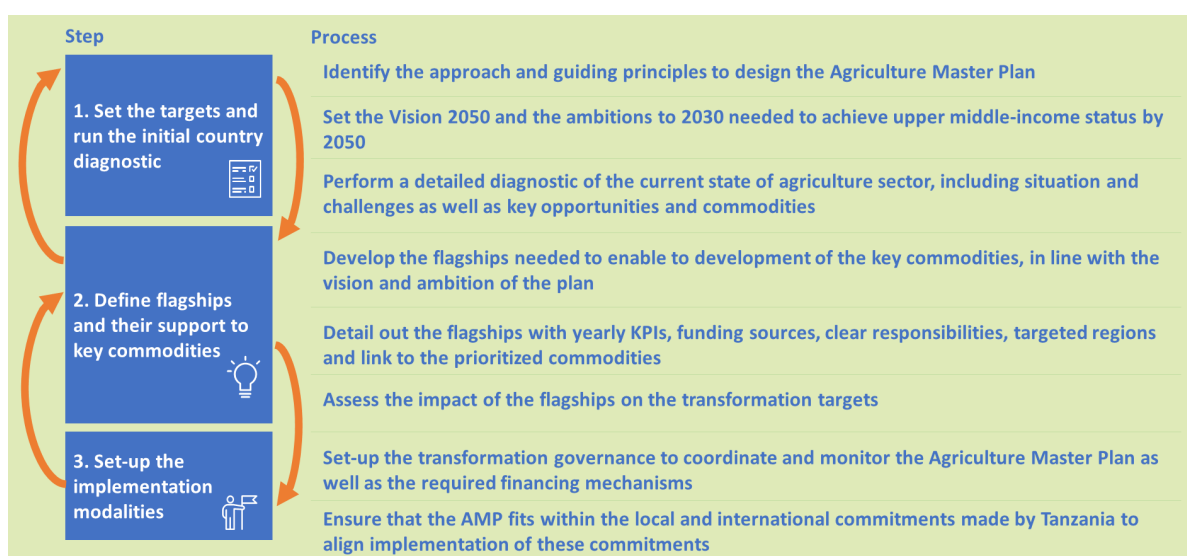 Step
Process
1. Set the targets and
run the initial country
diagnostic
Identify the approach and guiding principles to design the Agriculture Master Plan
Set the Vision 2050 and the ambitions to 2030 needed to achieve upper middle-income status by
2050
Perform a detailed diagnostic of the current state of agriculture sector, including situation and
challenges as well as key opportunities and commodities
2. Define flagships
and their support to
key commodities
Develop the flagships needed to enable to development of the key commodities, in line with the
vision and ambition of the plan
Detail out the flagships with yearly KPIs, funding sources, clear responsibilities, targeted regions
and link to the prioritized commodities
Assess the impact of the flagships on the transformation targets
3. Set-up the
implementation
modalities
Set-up the transformation governance to coordinate and monitor the Agriculture Master Plan as
well as the required financing mechanisms
Ensure that the AMP fits within the local and international commitments made by Tanzania to
align implementation of these commitments